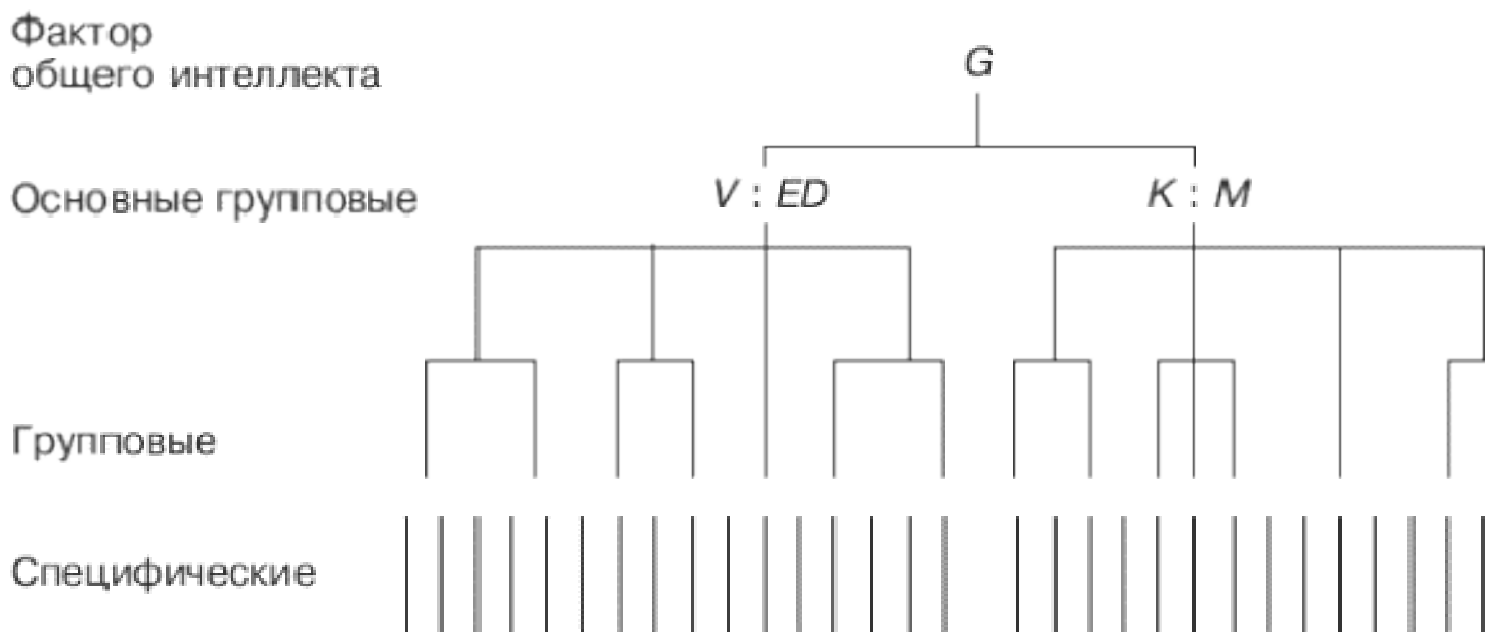 Фактор
общего интеллекта
G
Основные групповые
V : ED
K : M
Групповые
Специфические